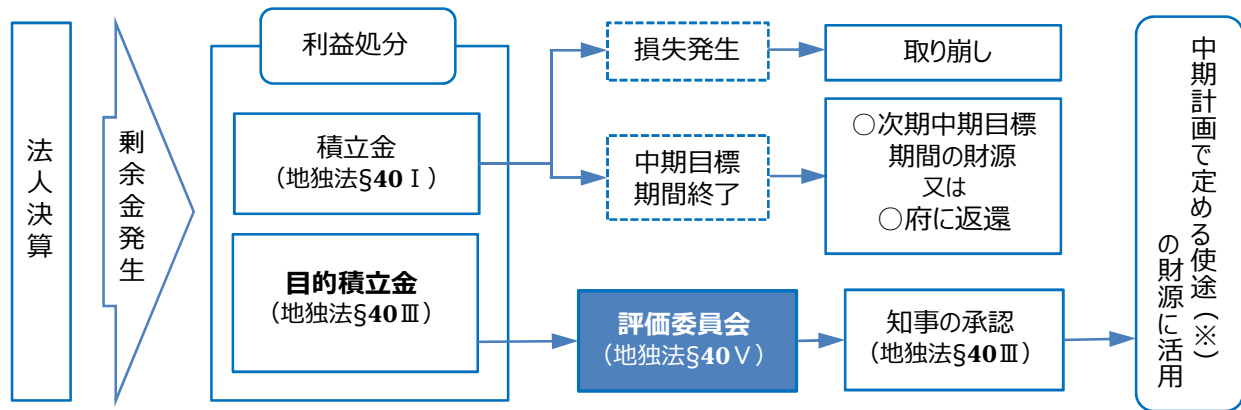 法人決算
剰余金発生
利益処分
積立金
（地独法§40Ⅰ）
目的積立金
（地独法§40Ⅲ）
損失発生
取り崩し
中期目標
期間終了
○次期中期目標
期間の財源
又は
○府に返還
評価委員会
（地独法§40Ⅴ）
知事の承認
（地独法§40Ⅲ）
中期計画で定める使途（※）
の財源に活用